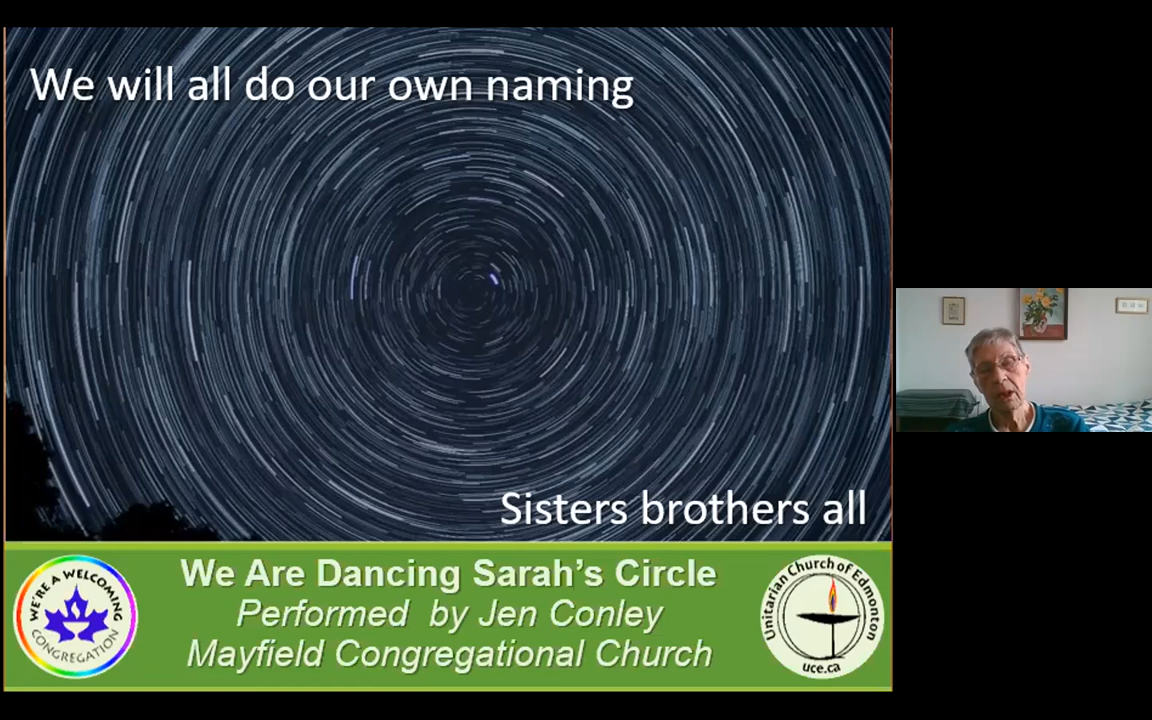 We will all do our own naming
Sisters brothers all
We Are Dancing Sarah's Circle
Performed by Jen Conley
Mayfield Congregational Church
WE'RE A WELCOMING
CONGREGATION
Unitarian Church of Edmonton
uce.ca